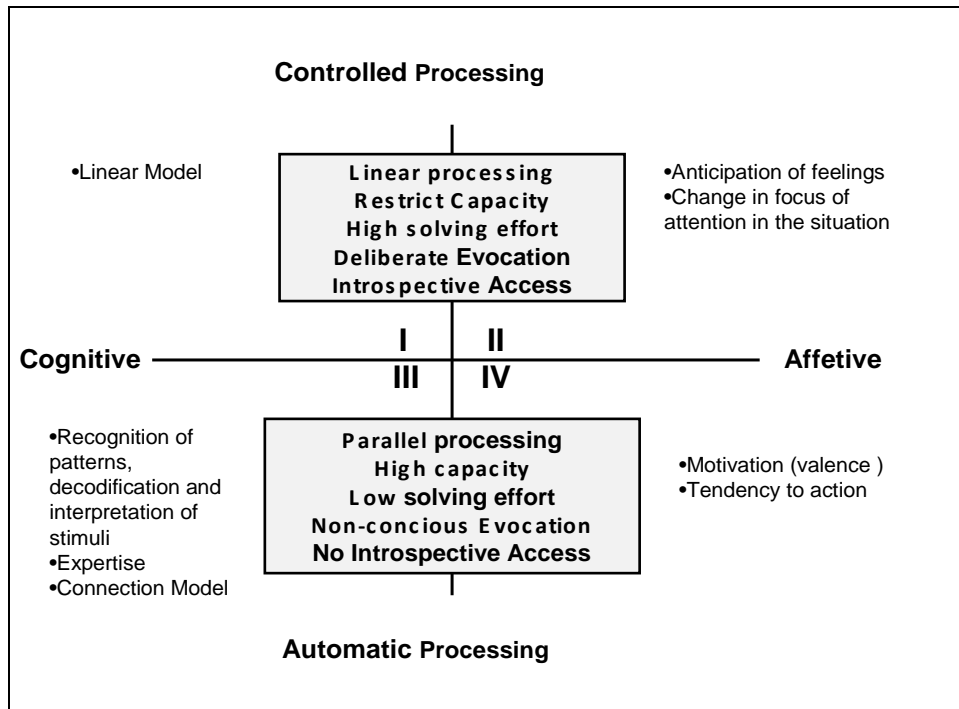 Controlled Processing
•Linear Model
Linear processing
Restrict Capacity
High solving effort
Deliberate Evocation
Introspective Access
•Anticipation of feelings
•Change in focus of
attention in the situation
I II
Cognitive
Affetive
III IV
•Recognition of
patterns,
decodification and
interpretation of
stimuli
•Expertise
•Connection Model
Parallel processing
High capacity
Low solving effort
Non-concious Evocation
No Introspective Access
•Motivation (valence )
•Tendency to action
Automatic Processing